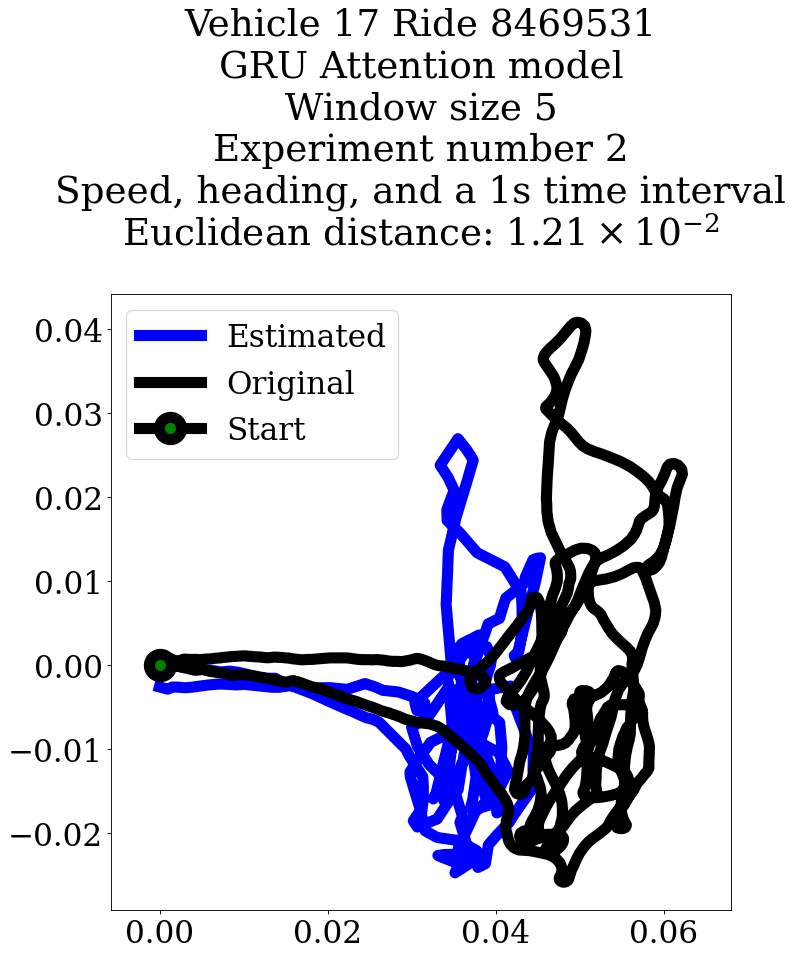 Vehicle 17 Ride 8469531
GRU Attention model
Window size 5
Experiment number 2
Speed, heading, and a 1s time interval
Euclidean distance: 1.21 × 10⁻²
Estimated
Original
Start
0.04
0.03
0.02
0.01
0.00
−0.01
−0.02
0.00 0.02 0.04 0.06